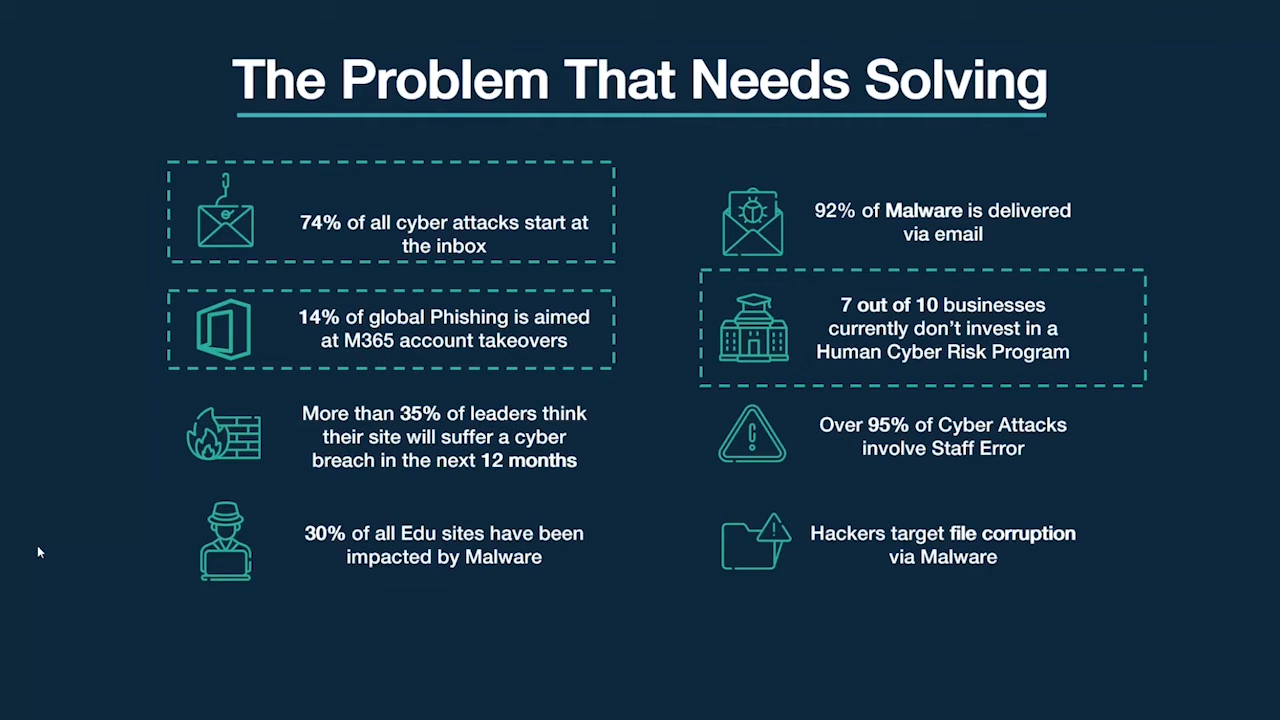 The Problem That Needs Solving
74% of all cyber attacks start at
the inbox
14% of global Phishing is aimed
at M365 account takeovers
More than 35% of leaders think
their site will suffer a cyber
breach in the next 12 months
30% of all Edu sites have been
impacted by Malware
92% of Malware is delivered
via email
7 out of 10 businesses
currently don’t invest in a
Human Cyber Risk Program
Over 95% of Cyber Attacks
involve Staff Error
Hackers target file corruption
via Malware